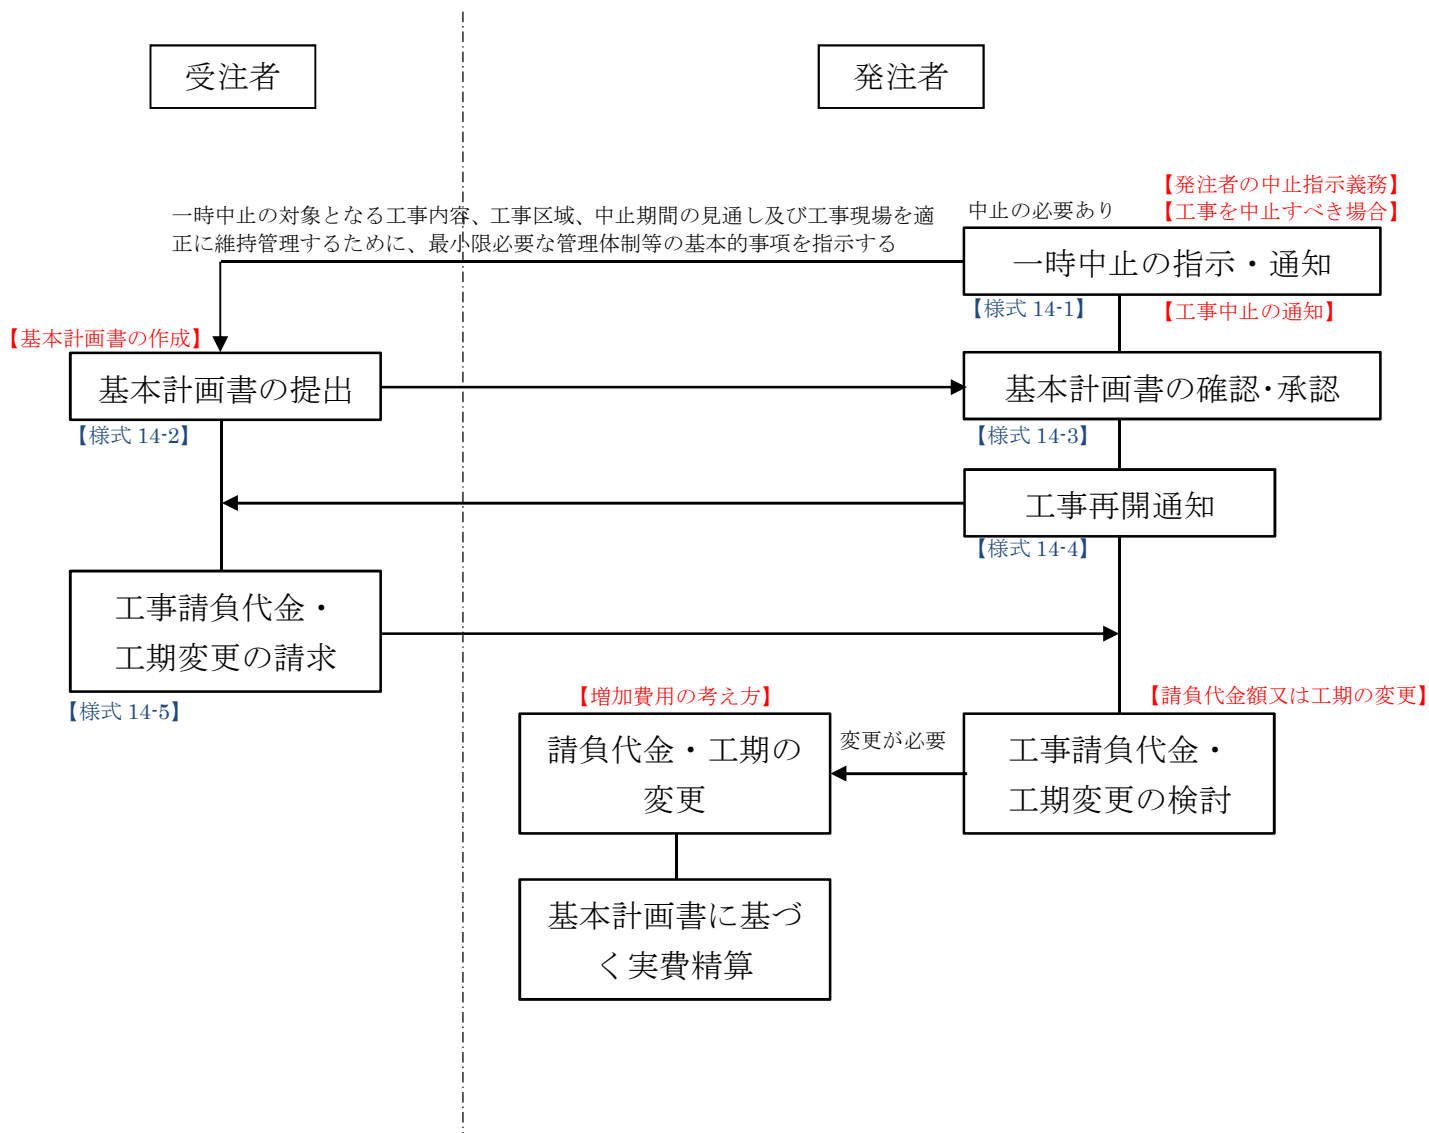 受注者
発注者
【発注者の中止指示義務】
【工事を中止すべき場合】
中止の必要あり
一時中止の対象となる工事内容、工事区域、中止期間の見通し及び工事現場を適
正に維持管理するために、最小限必要な管理体制等の基本的事項を指示する
一時中止の指示・通知
【様式 14-1】
【工事中止の通知】
【基本計画書の作成】
基本計画書の提出
基本計画書の確認・承認
【様式 14-2】
【様式 14-3】
工事再開通知
【様式 14-4】
工事請負代金・
工期変更の請求
【様式 14-5】
【増加費用の考え方】
【請負代金額又は工期の変更】
請負代金・工期の
変更
変更が必要
工事請負代金・
工期変更の検討
基本計画書に基づ
く実費精算